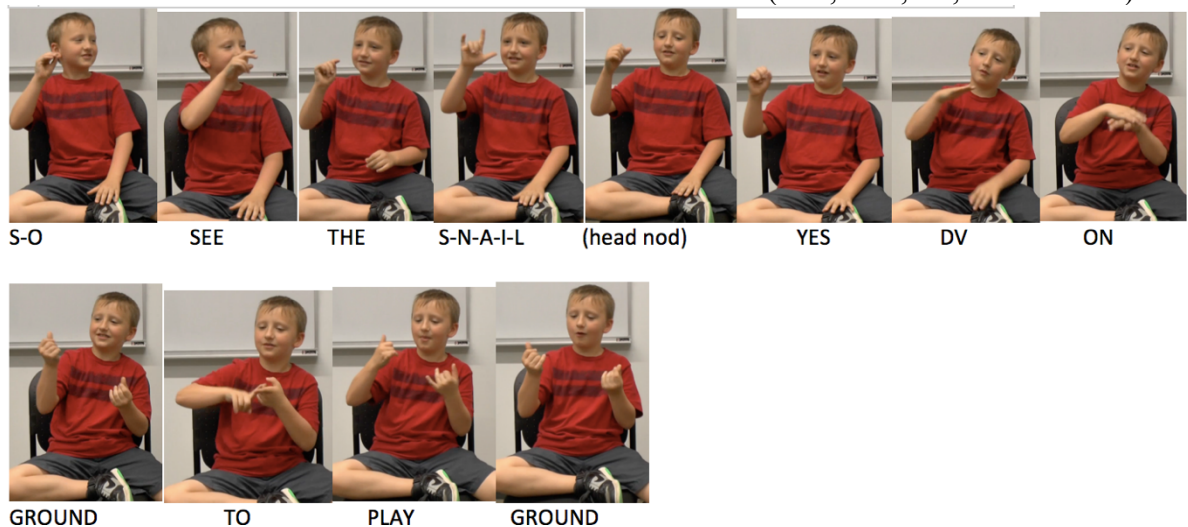 S-O SEE THE S-N-A-I-L (head nod) YES DV ON
GROUND TO PLAY GROUND